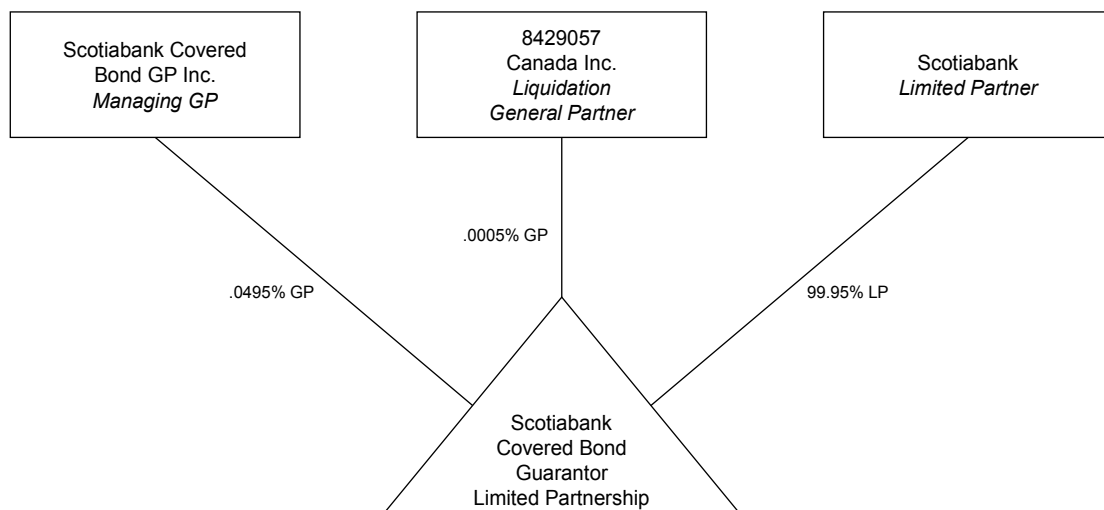 Scotiabank Covered
Bond GP Inc.
Managing GP
8429057
Canada Inc.
Liquidation
General Partner
Scotiabank
Limited Partner
.0495% GP
.0005% GP
99.95% LP
Scotiabank
Covered Bond
Guarantor
Limited Partnership